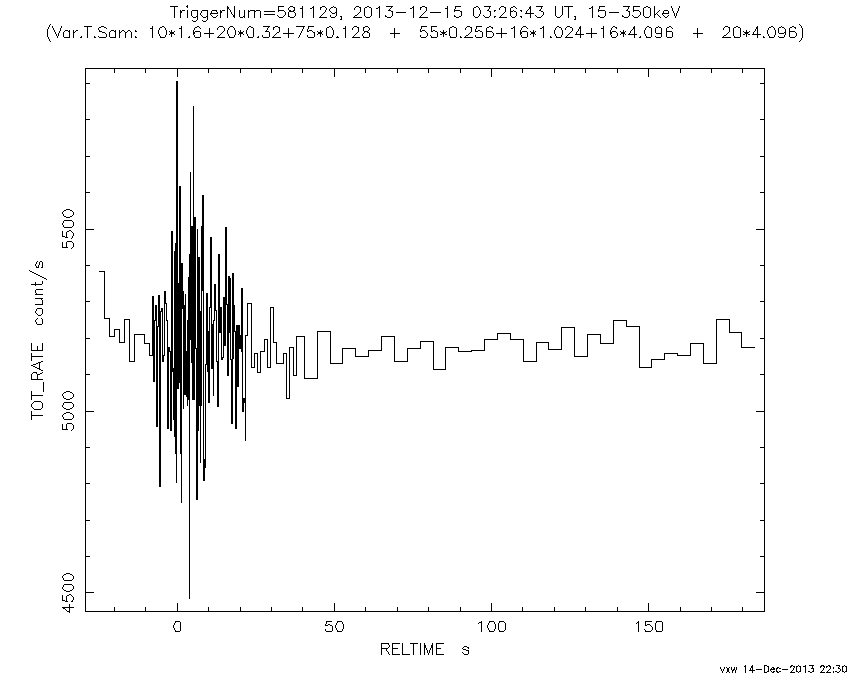 TriggerNum=581129, 2013-12-15 03:26:43 UT, 15-350keV
(Var.T.Sam: 10*1.6+20*0.32+75*0.128 + 55*0.256+16*1.024+16*4.096 + 20*4.096)
TOT_RATE count/s
5500
5000
4500
0 50 100 150
RELTIME s
vxw 14-Dec-2013 22:30